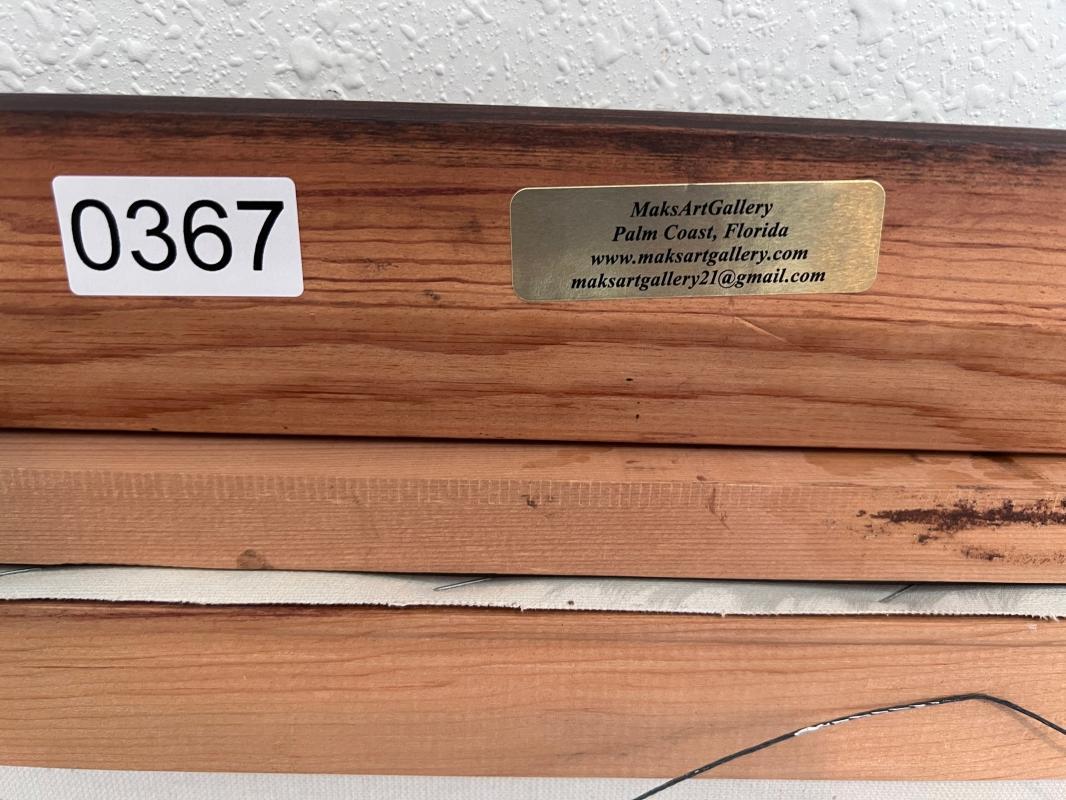 0367
MaksArtGallery
Palm Coast, Florida
www.maksartgallery.com
maksartgallery21@gmail.com